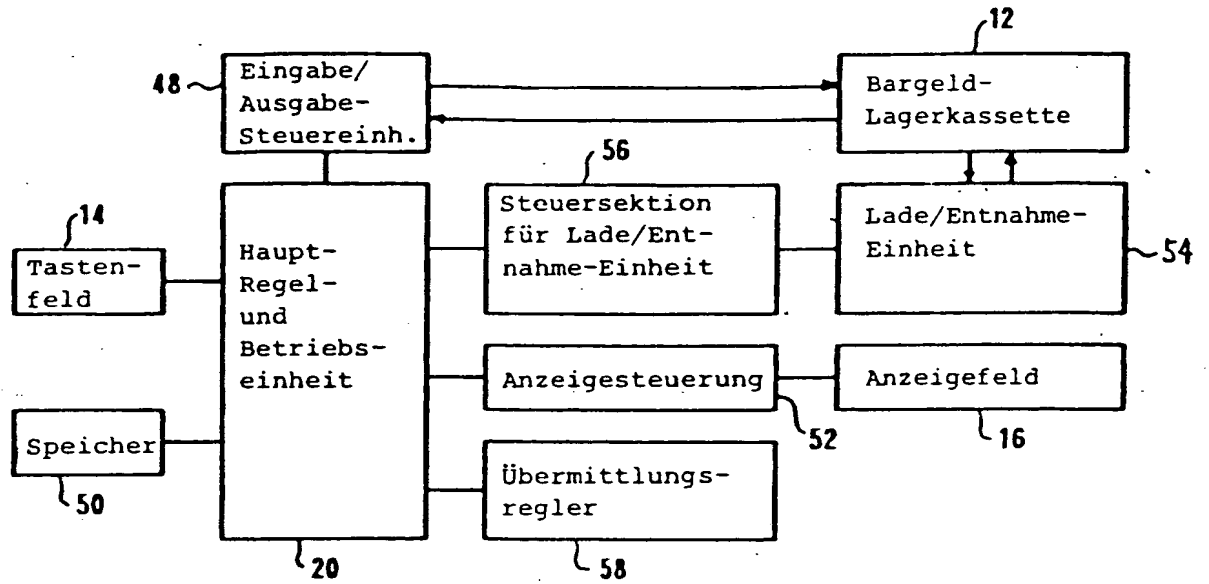 12
48
Eingabe/
Ausgabe-
Steuereinh.
Bargeld-
Lagerkassette
56
14
Tasten-
feld
Haupt-
Regel-
und
Betriebs-
einheit
Steuersektion
für Lade/Ent-
nahme-Einheit
Lade/Entnahme-
Einheit
54
Anzeigesteuerung
Anzeigefeld
52
16
Speicher
50
Übermittlungs-
regler
20
58